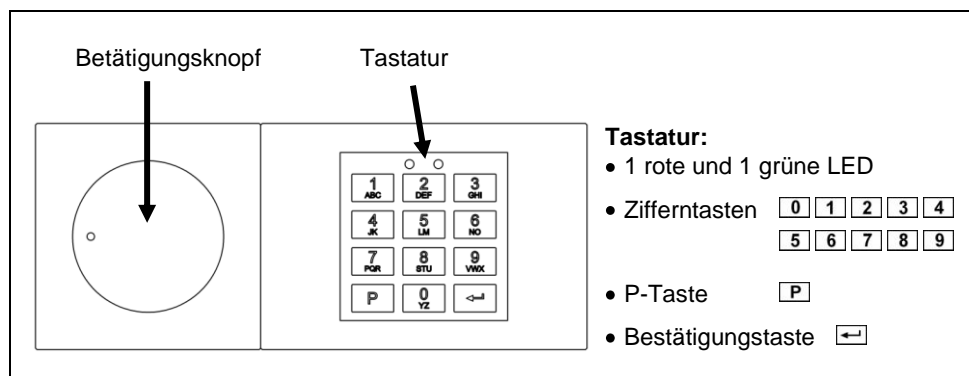 Betätigungsknopf Tastatur
1 2 3
ABC DEF GHI
4 5 6
JK LM NO
7 8 9
PQR STU VWX
P 0 ↵
YZ
Tastatur:
• 1 rote und 1 grüne LED
• Zifferntasten 0 1 2 3 4
5 6 7 8 9
• P-Taste P
• Bestätigungstaste ↵